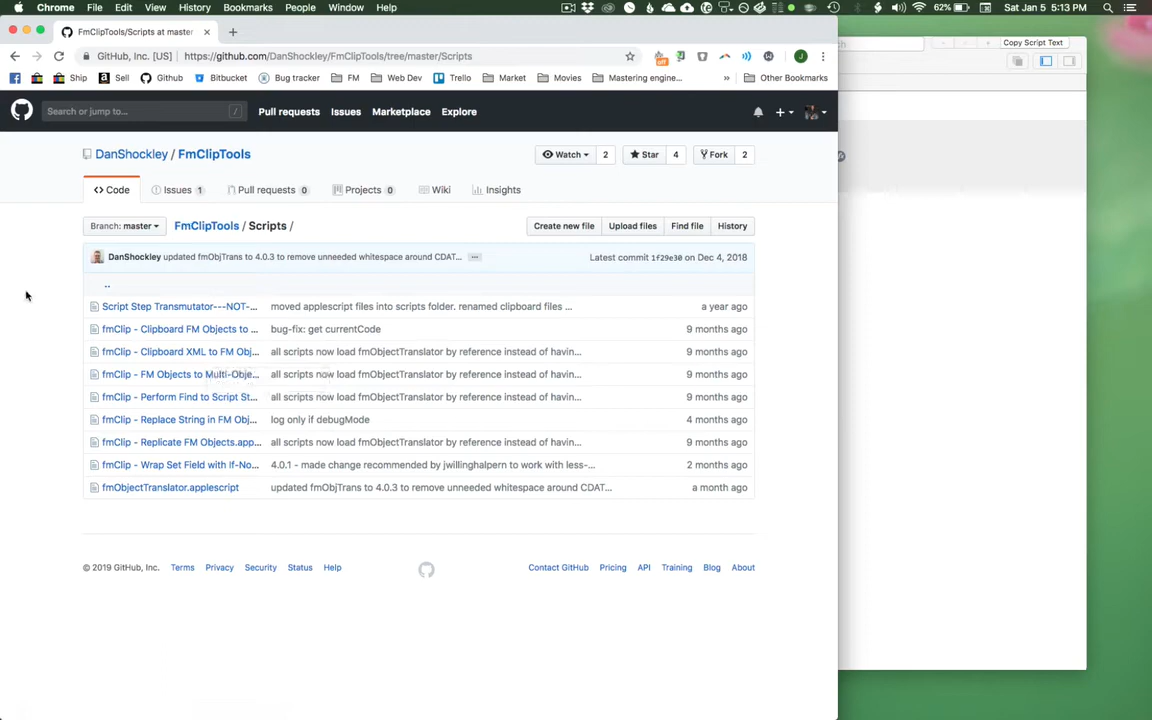 Chrome File Edit View History Bookmarks People Window Help 62% Sat Jan 5 5:13 PM
FmClipTools/Scripts at master
Copy Script Text
GitHub, Inc. [US] https://github.com/DanShockley/FmClipTools/tree/master/Scripts
Ship Sell Github Bitbucket Bug tracker FM Web Dev Trello Market Movies Mastering engine... » Other Bookmarks
Search or jump to... / Pull requests Issues Marketplace Explore
DanShockley / FmClipTools Watch 2 Star 4 Fork 2
Code Issues 1 Pull requests 0 Projects 0 Wiki Insights
Branch: master FmClipTools / Scripts / Create new file Upload files Find file History
DanShockley updated fmObjTrans to 4.0.3 to remove unneeded whitespace around CDAT... Latest commit 1f29e30 on Dec 4, 2018
..
Script Step Transmutator---NOT-... moved applescript files into scripts folder. renamed clipboard files ... a year ago
fmClip - Clipboard FM Objects to ... bug-fix: get currentCode 9 months ago
fmClip - Clipboard XML to FM Obj... all scripts now load fmObjectTranslator by reference instead of havin... 9 months ago
fmClip - FM Objects to Multi-Obje... all scripts now load fmObjectTranslator by reference instead of havin... 9 months ago
fmClip - Perform Find to Script St... all scripts now load fmObjectTranslator by reference instead of havin... 9 months ago
fmClip - Replace String in FM Obj... log only if debugMode 4 months ago
fmClip - Replicate FM Objects.app... all scripts now load fmObjectTranslator by reference instead of havin... 9 months ago
fmClip - Wrap Set Field with If-No... 4.0.1 - made change recommended by jwillinghalpern to work with less-... 2 months ago
fmObjectTranslator.applescript updated fmObjTrans to 4.0.3 to remove unneeded whitespace around CDAT... a month ago
© 2019 GitHub, Inc. Terms Privacy Security Status Help Contact GitHub Pricing API Training Blog About